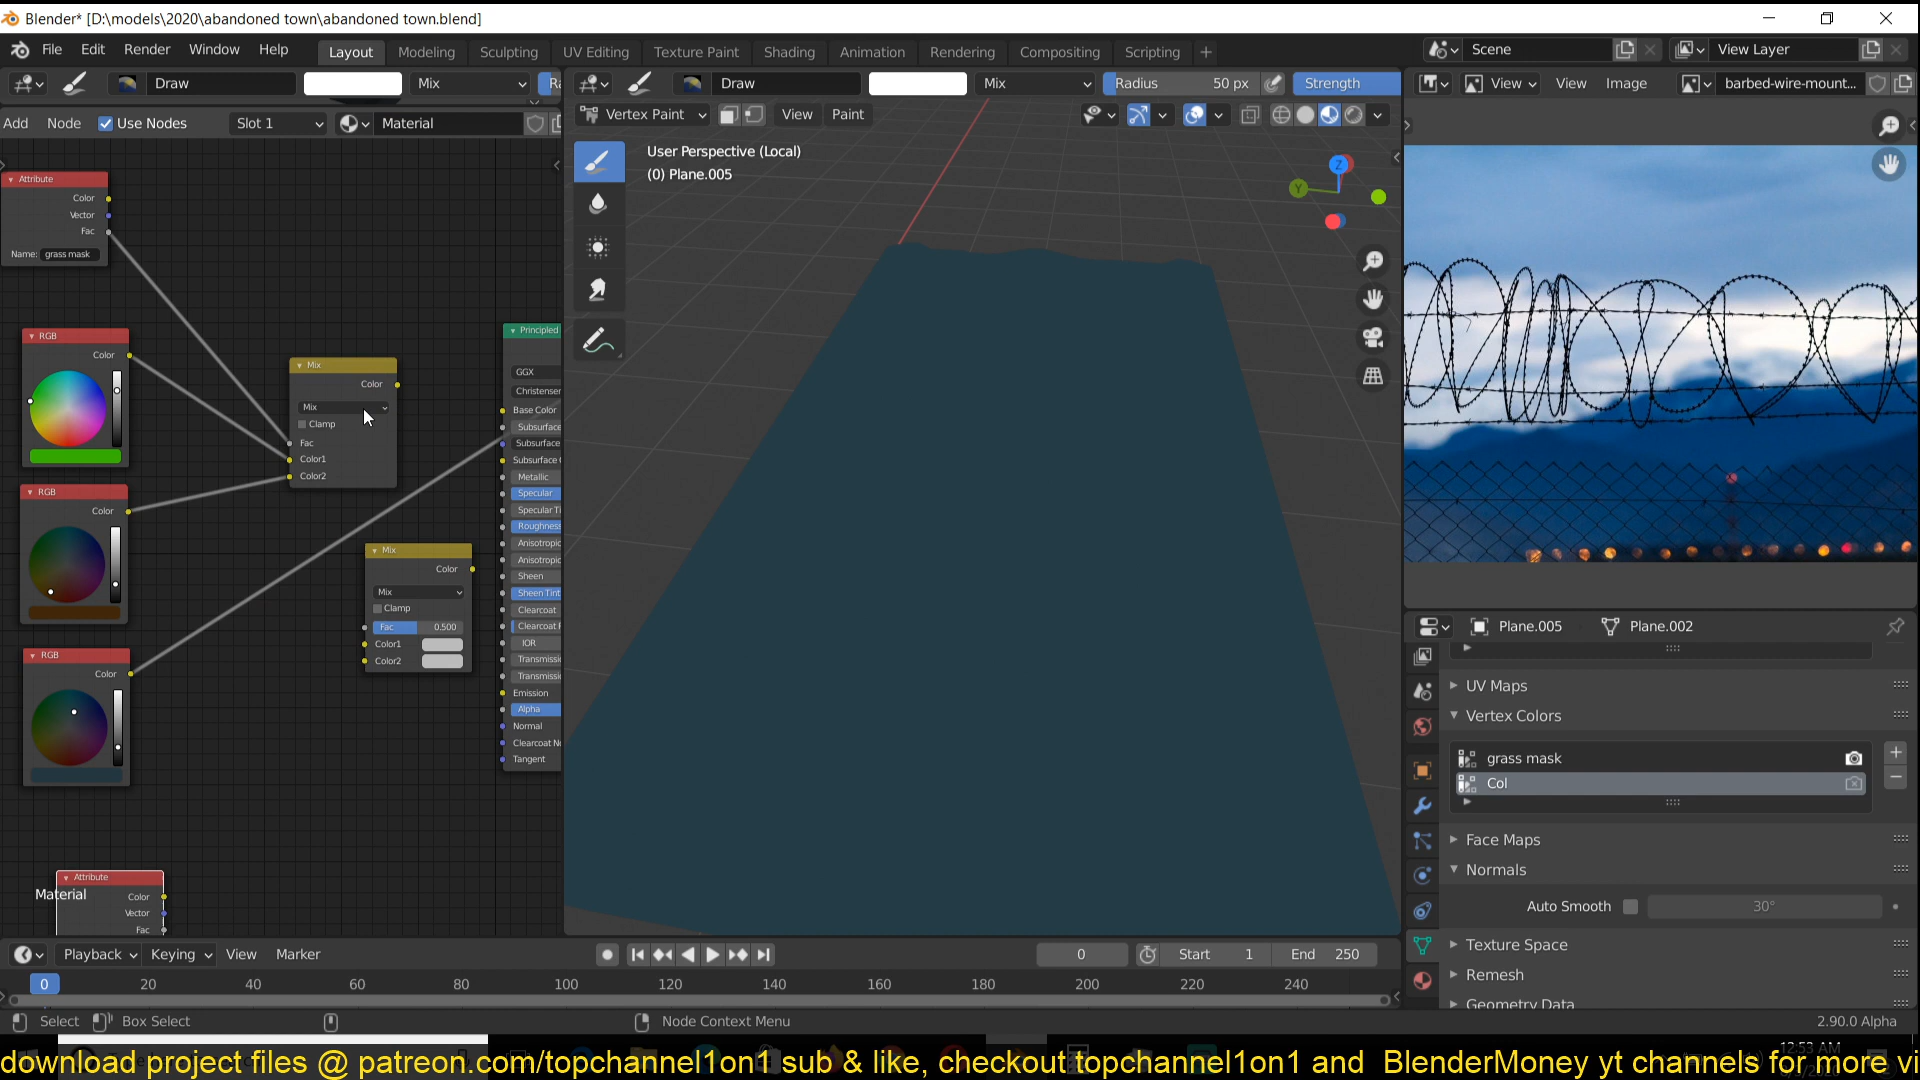 Blender* [D:\models\2020\abandoned town\abandoned town.blend]
File Edit Render Window Help
Layout Modeling Sculpting UV Editing Texture Paint Shading Animation Rendering Compositing Scripting
Scene View Layer
Draw Mix
Draw Mix Radius 50 px Strength
View View Image barbed-wire-mount...
Add Node Use Nodes Slot 1 Material
Vertex Paint View Paint
User Perspective (Local)
(0) Plane.005
Attribute
Color
Vector
Fac
Name: grass mask
RGB
Color
RGB
Color
RGB
Color
Mix
Color
Mix
Clamp
Fac
Color1
Color2
Mix
Color
Mix
Clamp
Fac 0.500
Color1
Color2
Principled
GGX
Christensen
Base Color
Subsurface
Subsurface
Metallic
Specular
Roughness
Anisotropic
Anisotropic
Sheen
Sheen Tint
Clearcoat
Clearcoat
IOR
Emission
Alpha
Normal
Tangent
Attribute
Material
Color
Vector
Fac
X
Y
Z
Plane.005 Plane.002
UV Maps
Vertex Colors
grass mask
Col
Face Maps
Normals
Auto Smooth 30°
Texture Space
Remesh
Geometry Data
Playback Keying View Marker
0 Start 1 End 250
0 20 40 60 80 100 120 140 160 180 200 220 240
Select Box Select Node Context Menu 2.90.0 Alpha
12:53 AM
download project files @ patreon.com/topchannel1on1 sub & like, checkout topchannel1on1 and BlenderMoney yt channels for more vi